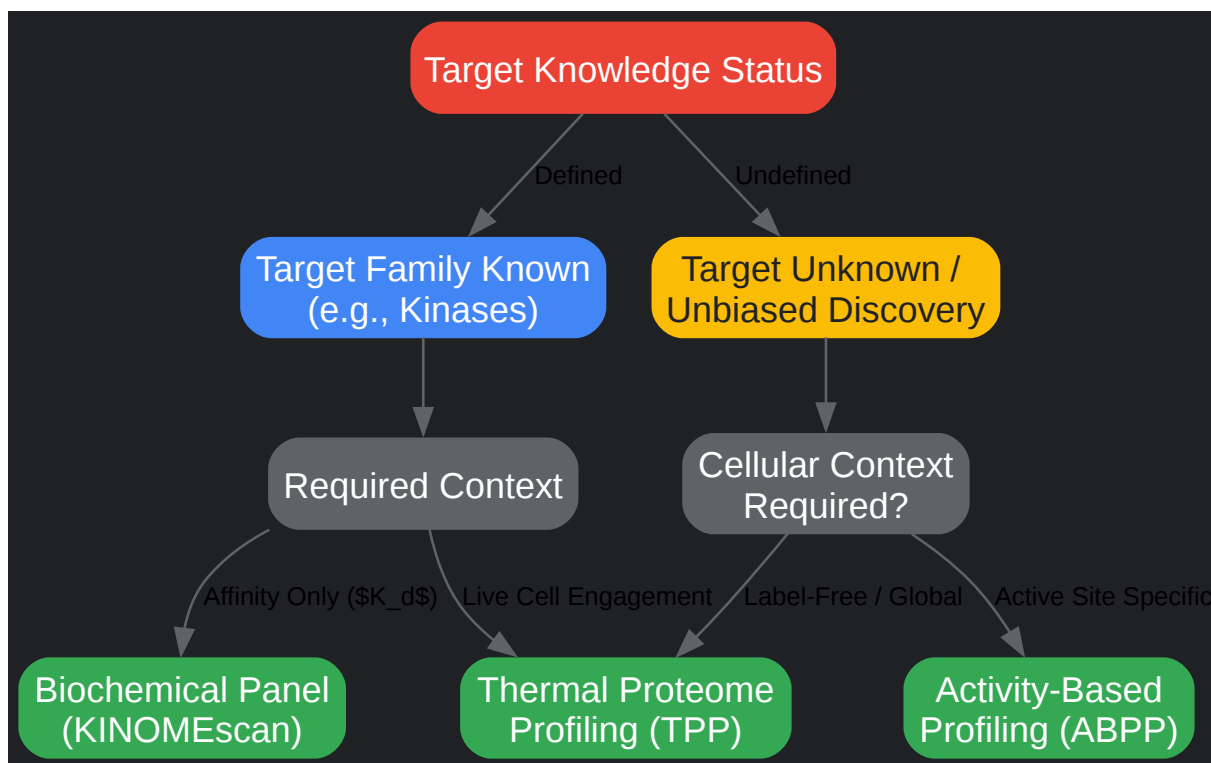 Target Knowledge Status
Defined
Undefined
Target Family Known
(e.g., Kinases)
Target Unknown /
Unbiased Discovery
Required Context
Cellular Context
Required?
Affinity Only ($K_d$)
Live Cell Engagement
Label-Free / Global
Active Site Specific
Biochemical Panel
(KINOMEscan)
Thermal Proteome
Profiling (TPP)
Activity-Based
Profiling (ABPP)